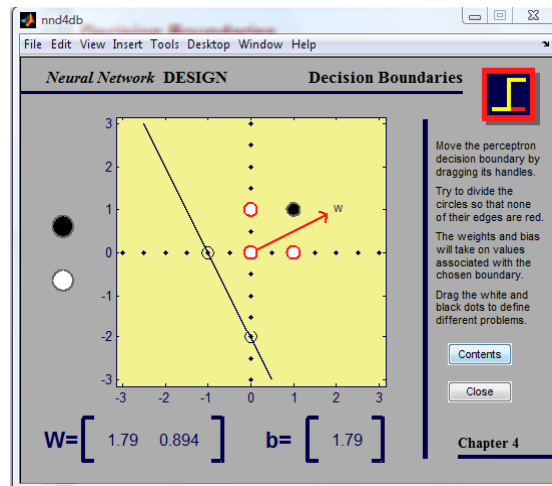 nnd4db
File Edit View Insert Tools Desktop Window Help
Neural Network DESIGN Decision Boundaries
Move the perceptron
decision boundary by
dragging its handles.
Try to divide the
circles so that none
of their edges are red.
The weights and bias
will take on values
associated with the
chosen boundary.
Drag the white and
black dots to define
different problems.
Contents
Close
Chapter 4
3
2
1
0
-1
-2
-3
-3 -2 -1 0 1 2 3
W
W= [ 1.79 0.894 ] b= [ 1.79 ]